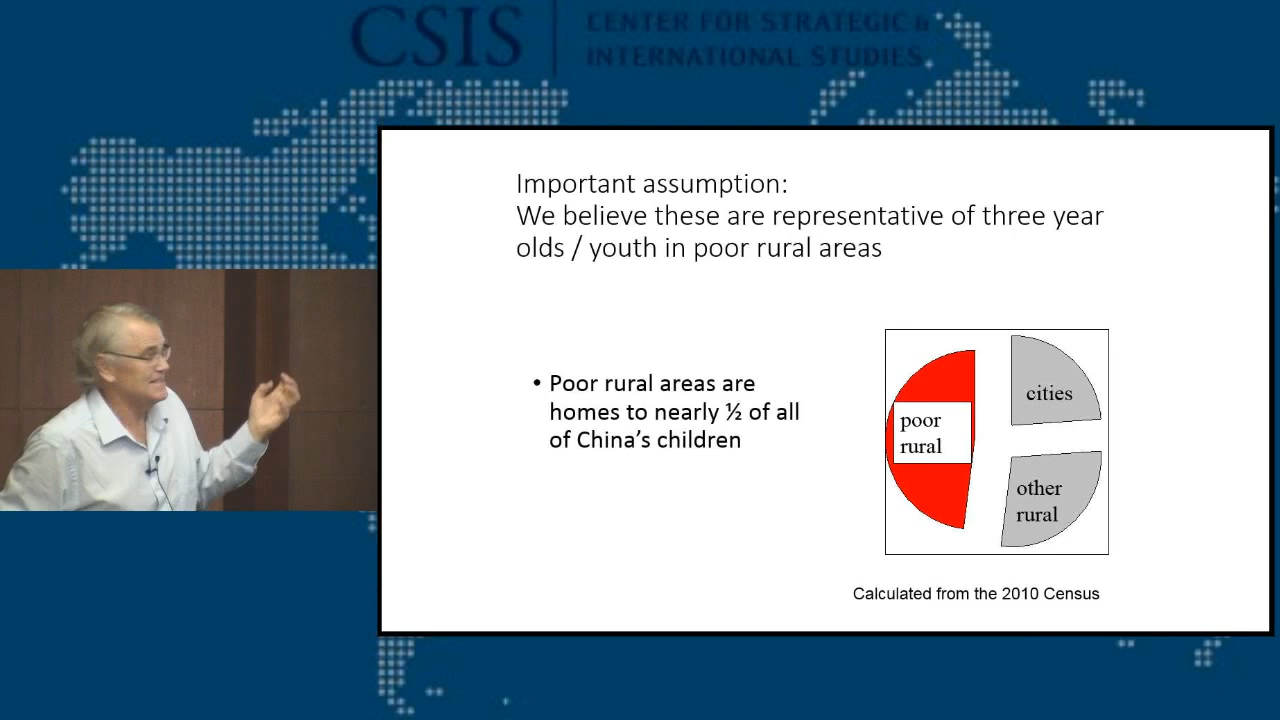 CSIS
CENTER FOR STRATEGIC &
INTERNATIONAL STUDIES
Important assumption:
We believe these are representative of three year
olds / youth in poor rural areas
• Poor rural areas are
homes to nearly ½ of all
of China's children
poor
rural
cities
other
rural
Calculated from the 2010 Census